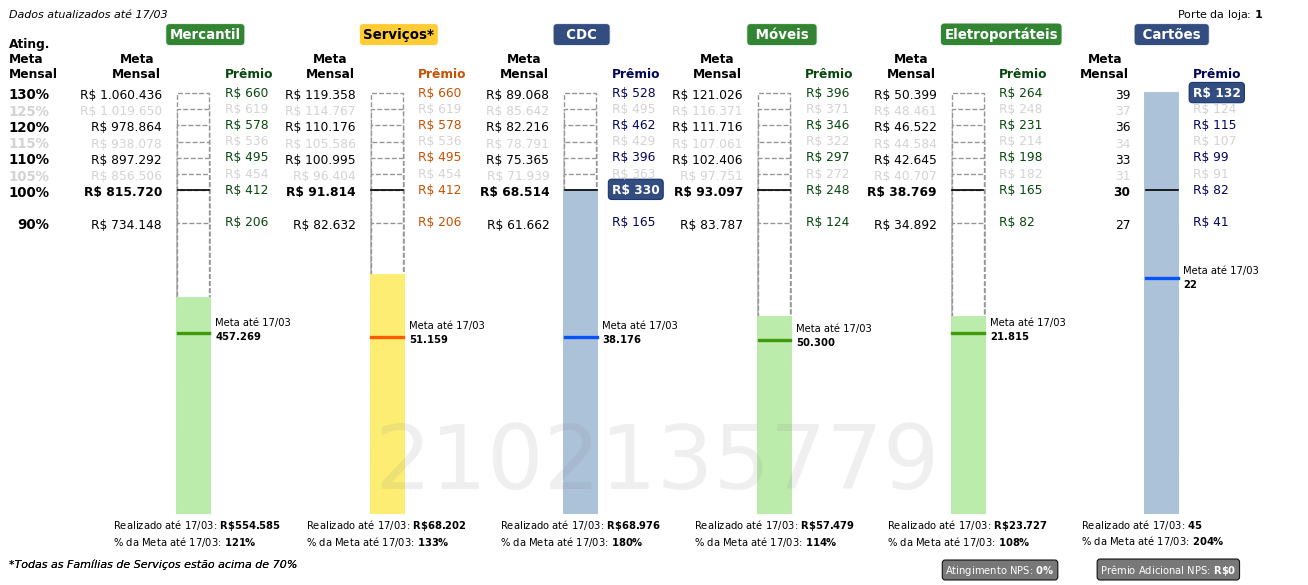 Dados atualizados até 17/03
Porte da loja: 1
Mercantil Serviços* CDC Móveis Eletroportáteis Cartões
Ating. Meta Mensal
Meta Mensal Prêmio Meta Mensal Prêmio Meta Mensal Prêmio Meta Mensal Prêmio Meta Mensal Prêmio Meta Mensal Prêmio
130% R$ 1.060.436 R$ 660 R$ 119.358 R$ 660 R$ 89.068 R$ 528 R$ 121.026 R$ 396 R$ 50.399 R$ 264 39 R$ 132
125% R$ 1.019.650 R$ 619 R$ 114.767 R$ 619 R$ 85.642 R$ 495 R$ 116.371 R$ 371 R$ 48.461 R$ 248 37 R$ 124
120% R$ 978.864 R$ 578 R$ 110.176 R$ 578 R$ 82.216 R$ 462 R$ 111.716 R$ 346 R$ 46.522 R$ 231 36 R$ 115
115% R$ 938.078 R$ 536 R$ 105.586 R$ 536 R$ 78.791 R$ 429 R$ 107.061 R$ 322 R$ 44.584 R$ 214 34 R$ 107
110% R$ 897.292 R$ 495 R$ 100.995 R$ 495 R$ 75.365 R$ 396 R$ 102.406 R$ 297 R$ 42.645 R$ 198 33 R$ 99
105% R$ 856.506 R$ 454 R$ 96.404 R$ 454 R$ 71.939 R$ 363 R$ 97.751 R$ 272 R$ 40.707 R$ 182 31 R$ 91
100% R$ 815.720 R$ 412 R$ 91.814 R$ 412 R$ 68.514 R$ 330 R$ 93.097 R$ 248 R$ 38.769 R$ 165 30 R$ 82
90% R$ 734.148 R$ 206 R$ 82.632 R$ 206 R$ 61.662 R$ 165 R$ 83.787 R$ 124 R$ 34.892 R$ 82 27 R$ 41
Meta até 17/03
22
Meta até 17/03 Meta até 17/03 Meta até 17/03 Meta até 17/03 Meta até 17/03
457.269 51.159 38.176 50.300 21.815
2102135779
Realizado até 17/03: R$554.585 Realizado até 17/03: R$68.202 Realizado até 17/03: R$68.976 Realizado até 17/03: R$57.479 Realizado até 17/03: R$23.727 Realizado até 17/03: 45
% da Meta até 17/03: 121% % da Meta até 17/03: 133% % da Meta até 17/03: 180% % da Meta até 17/03: 114% % da Meta até 17/03: 108% % da Meta até 17/03: 204%
*Todas as Famílias de Serviços estão acima de 70%
Atingimento NPS: 0% Prêmio Adicional NPS: R$0